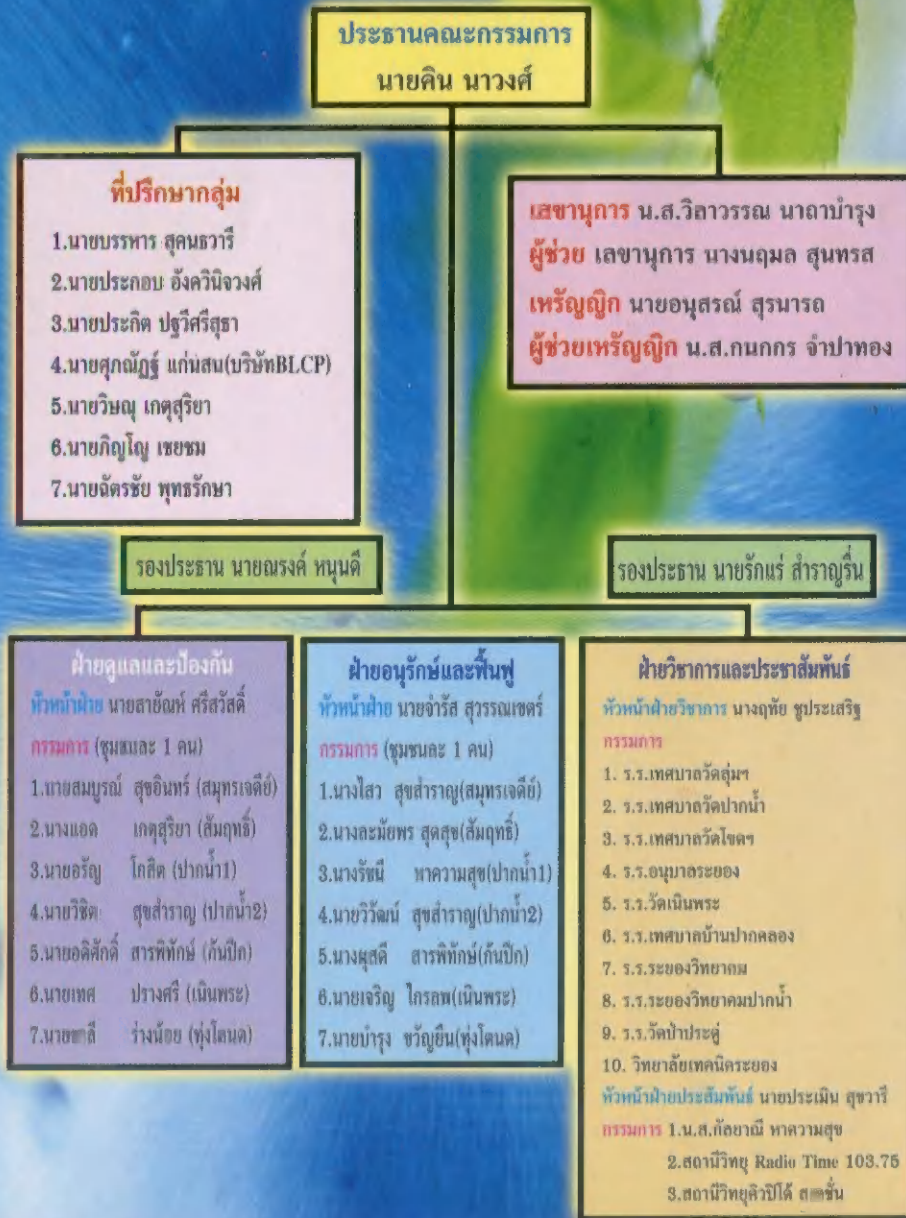 ประธานคณะกรรมการ
นายคิน นาวงศ์
ที่ปรึกษากลุ่ม
1.นายบรรหาร สุคนธวารี
2.นายประกอบ อังควินิจวงศ์
3.นายประกิต ปฐวีศรีสุธา
4.นายศุภณัฏฐ์ แก่นสน(บริษัทBLCP)
5.นายวิษณุ เกตุสุริยา
6.นายภิญโญ เชยชม
7.นายฉัตรชัย พุทธรักษา
เลขานุการ น.ส.วิลาวรรณ นาถาบำรุง
ผู้ช่วย เลขานุการ นางนฤมล สุนทรส
เหรัญญิก นายอนุสรณ์ สุรมารถ
ผู้ช่วยเหรัญญิก น.ส.กนกกร จำปาทอง
รองประธาน นายณรงค์ หนุนดี
รองประธาน นายรักแร่ สำราญรื่น
ฝ่ายดูแลและป้องกัน
หัวหน้าฝ่าย นายสายัณห์ ศรีสวัสดิ์
กรรมการ (ชุมชนละ 1 คน)
1.นายสมบูรณ์ สุขอินทร์ (สมุทรเจดีย์)
2.นางแอด เกตุสุริยา (สัมฤทธิ์)
3.นายอรัญ โกสิต (ปากน้ำ1)
4.นายวิชิต สุขสำราญ (ปากน้ำ2)
5.นายอดิศักดิ์ สารพิทักษ์ (ก้นปึก)
6.นายเทศ ปรางศรี (เนินพระ)
7. ร่างน้อย (ทุ่งโตนด)
ฝ่ายอนุรักษ์และฟื้นฟู
หัวหน้าฝ่าย นายจำรัส สุวรรณเขตร์
กรรมการ (ชุมชนละ 1 คน)
1.นางไสว สุขสำราญ(สมุทรเจดีย์)
2.นางละมัยพร สุดสุข(สัมฤทธิ์)
3.นางรัชนี หาความสุข(ปากน้ำ1)
4.นายวิวัฒน์ สุขสำราญ(ปากน้ำ2)
5.นางผุสดี สารพิทักษ์(ก้นปึก)
6.นายเจริญ ไกรลพ(เนินพระ)
7.นายบำรุง ขวัญยืน(ทุ่งโตนด)
ฝ่ายวิชาการและประชาสัมพันธ์
หัวหน้าฝ่ายวิชาการ นางฤทัย ชูประเสริฐ
กรรมการ
1. ร.ร.เทศบาลวัดลุ่มฯ
2. ร.ร.เทศบาลวัดปากน้ำ
3. ร.ร.เทศบาลวัดโขดฯ
4. ร.ร.อนุบาลระยอง
5. ร.ร.วัดเนินพระ
6. ร.ร.เทศบาลบ้านปากคลอง
7. ร.ร.ระยองวิทยาคม
8. ร.ร.ระยองวิทยาคมปากน้ำ
9. ร.ร.วัดป่าประดู่
10. วิทยาลัยเทคนิคระยอง
หัวหน้าฝ่ายประสัมพันธ์ นายประเมิน สุขวารี
กรรมการ 1.น.ส.กัลยาณี หาความสุข
2.สถานีวิทยุ Radio Time 103.75
3.สถานีวิทยุคิวปิโด้